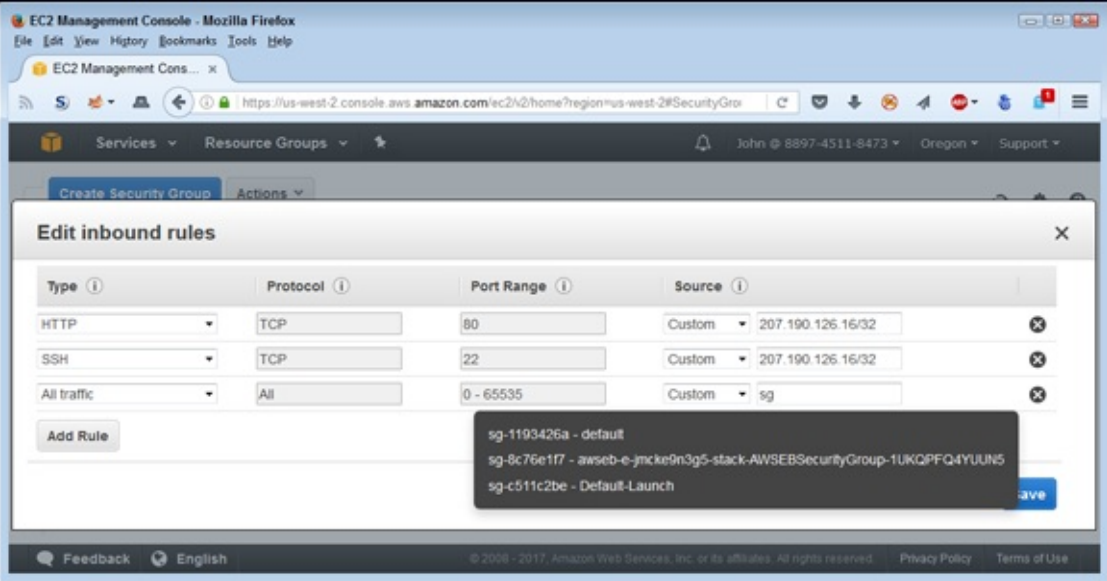 EC2 Management Console - Mozilla Firefox
File Edit View History Bookmarks Tools Help
EC2 Management Cons... ×
https://us-west-2.console.aws.amazon.com/ec2/v2/home?region=us-west-2#SecurityGro
ABP
1
Services Resource Groups John @ 8897-4511-8473 Oregon Support
Create Security Group Actions
Edit inbound rules
Type Protocol Port Range Source
HTTP TCP 80 Custom 207.190.126.16/32
SSH TCP 22 Custom 207.190.126.16/32
All traffic All 0 - 65535 Custom sg
Add Rule
sg-1193426a - default
sg-8c76e1f7 - awseb-e-jmcke9n3g5-stack-AWSEBSecurityGroup-1UKQPFQ4YUUN5
sg-c511c2be - Default-Launch
ave
Feedback English © 2008 - 2017, Amazon Web Services, Inc. or its affiliates. All rights reserved. Privacy Policy Terms of Use